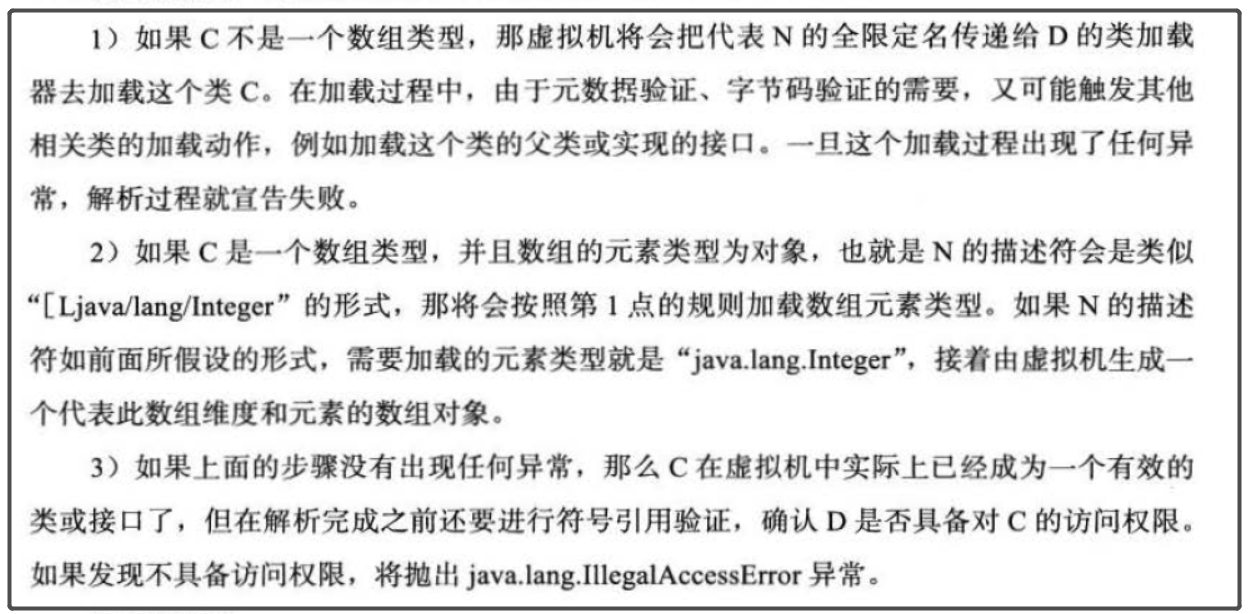 1）如果 C 不是一个数组类型，那虚拟机将会把代表 N 的全限定名传递给 D 的类加载
器去加载这个类 C。在加载过程中，由于元数据验证、字节码验证的需要，又可能触发其他
相关类的加载动作，例如加载这个类的父类或实现的接口。一旦这个加载过程出现了任何异
常，解析过程就宣告失败。
2）如果 C 是一个数组类型，并且数组的元素类型为对象，也就是 N 的描述符会是类似
“[Ljava/lang/Integer”的形式，那将会按照第 1 点的规则加载数组元素类型。如果 N 的描述
符如前面所假设的形式，需要加载的元素类型就是“java.lang.Integer”，接着由虚拟机生成一
个代表此数组维度和元素的数组对象。
3）如果上面的步骤没有出现任何异常，那么 C 在虚拟机中实际上已经成为一个有效的
类或接口了，但在解析完成之前还要进行符号引用验证，确认 D 是否具备对 C 的访问权限。
如果发现不具备访问权限，将抛出 java.lang.IllegalAccessError 异常。